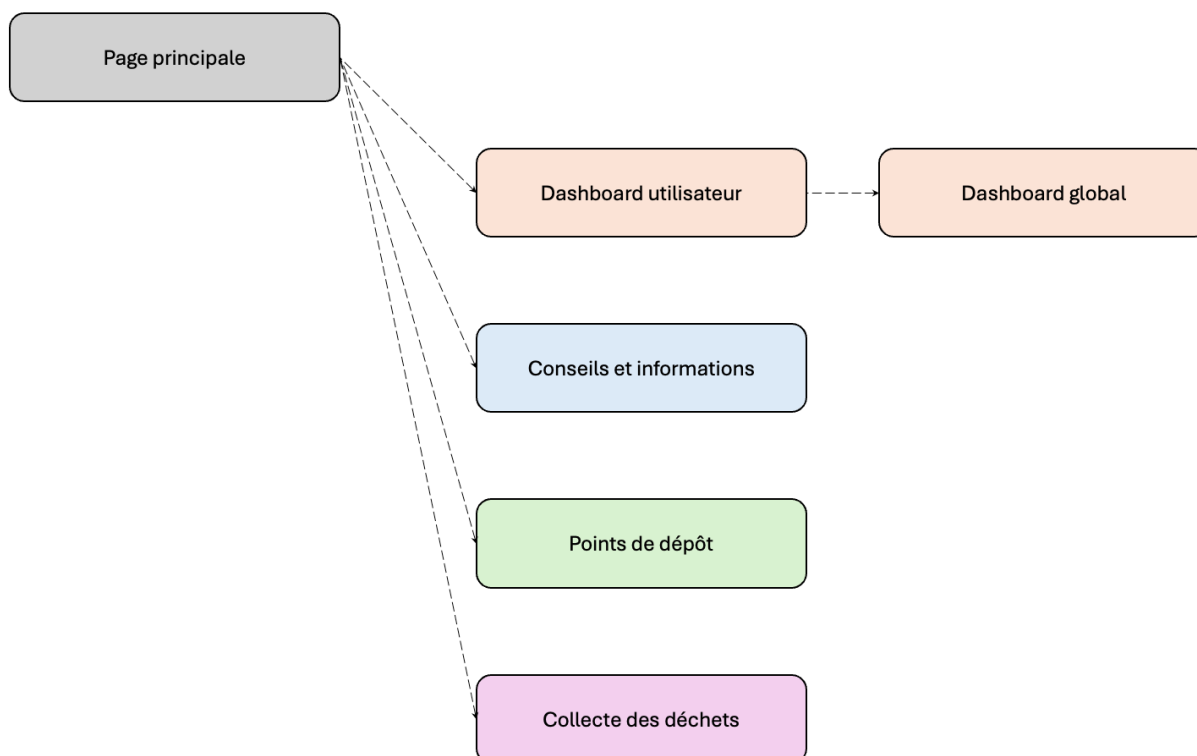 Page principale
Dashboard utilisateur
Dashboard global
Conseils et informations
Points de dépôt
Collecte des déchets